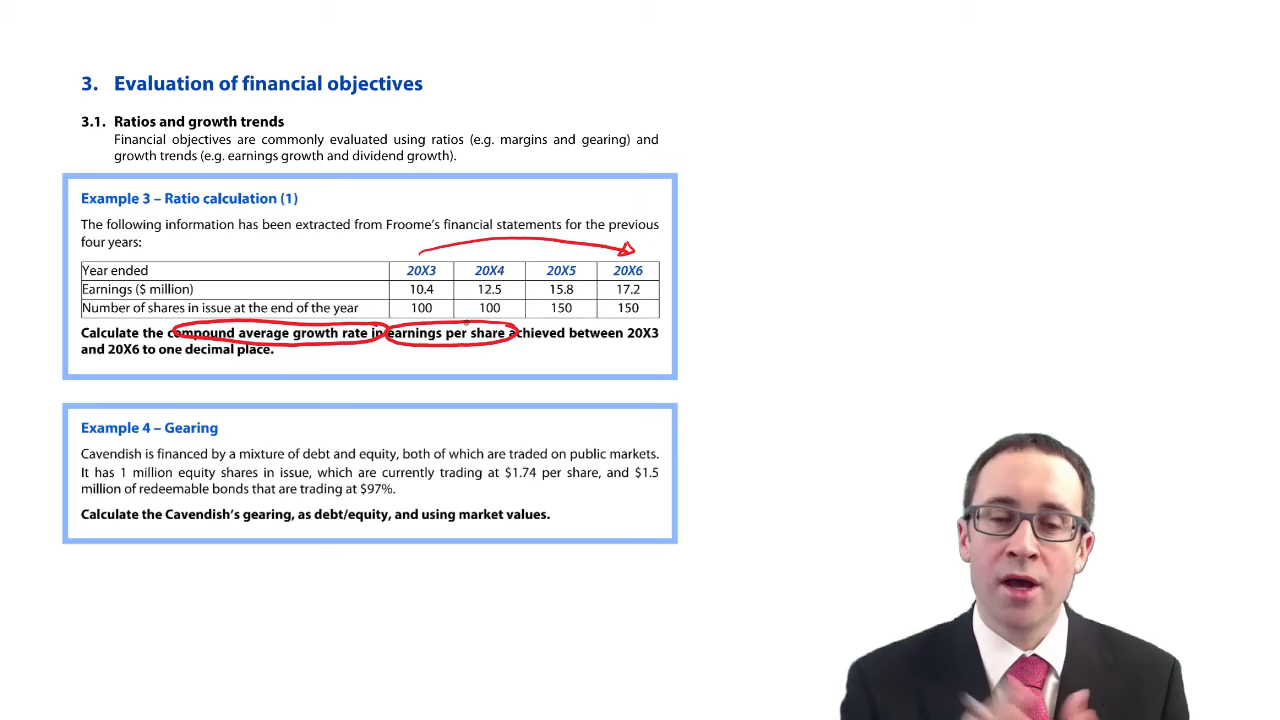 3. Evaluation of financial objectives
3.1. Ratios and growth trends
Financial objectives are commonly evaluated using ratios (e.g. margins and gearing) and
growth trends (e.g. earnings growth and dividend growth).
Example 3 – Ratio calculation (1)
The following information has been extracted from Froome's financial statements for the previous
four years:
Year ended 20X3 20X4 20X5 20X6
Earnings ($ million) 10.4 12.5 15.8 17.2
Number of shares in issue at the end of the year 100 100 150 150
Calculate the compound average growth rate in earnings per share achieved between 20X3
and 20X6 to one decimal place.
Example 4 – Gearing
Cavendish is financed by a mixture of debt and equity, both of which are traded on public markets.
It has 1 million equity shares in issue, which are currently trading at $1.74 per share, and $1.5
million of redeemable bonds that are trading at $97%.
Calculate the Cavendish's gearing, as debt/equity, and using market values.